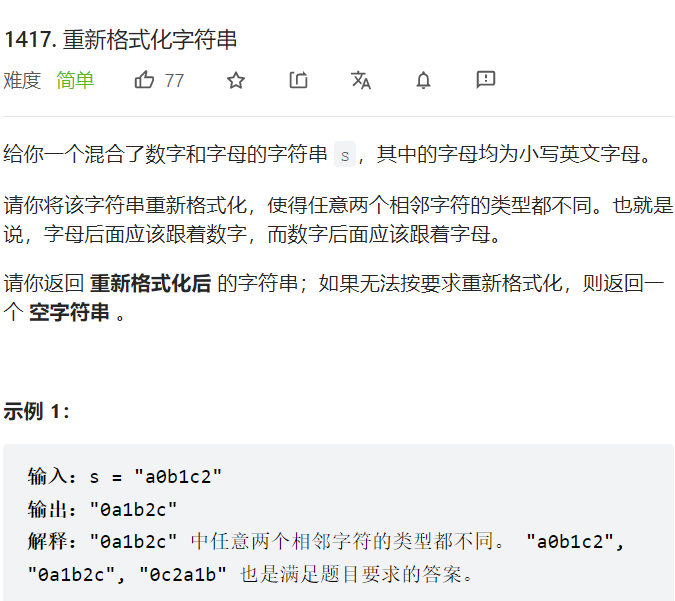 1417. 重新格式化字符串
难度 简单 77
给你一个混合了数字和字母的字符串 s，其中的字母均为小写英文字母。
请你将该字符串重新格式化，使得任意两个相邻字符的类型都不同。也就是
说，字母后面应该跟着数字，而数字后面应该跟着字母。
请你返回 重新格式化后 的字符串；如果无法按要求重新格式化，则返回一
个 空字符串 。
示例 1：
输入：s = "a0b1c2"
输出："0a1b2c"
解释："0a1b2c" 中任意两个相邻字符的类型都不同。 "a0b1c2",
"0a1b2c", "0c2a1b" 也是满足题目要求的答案。